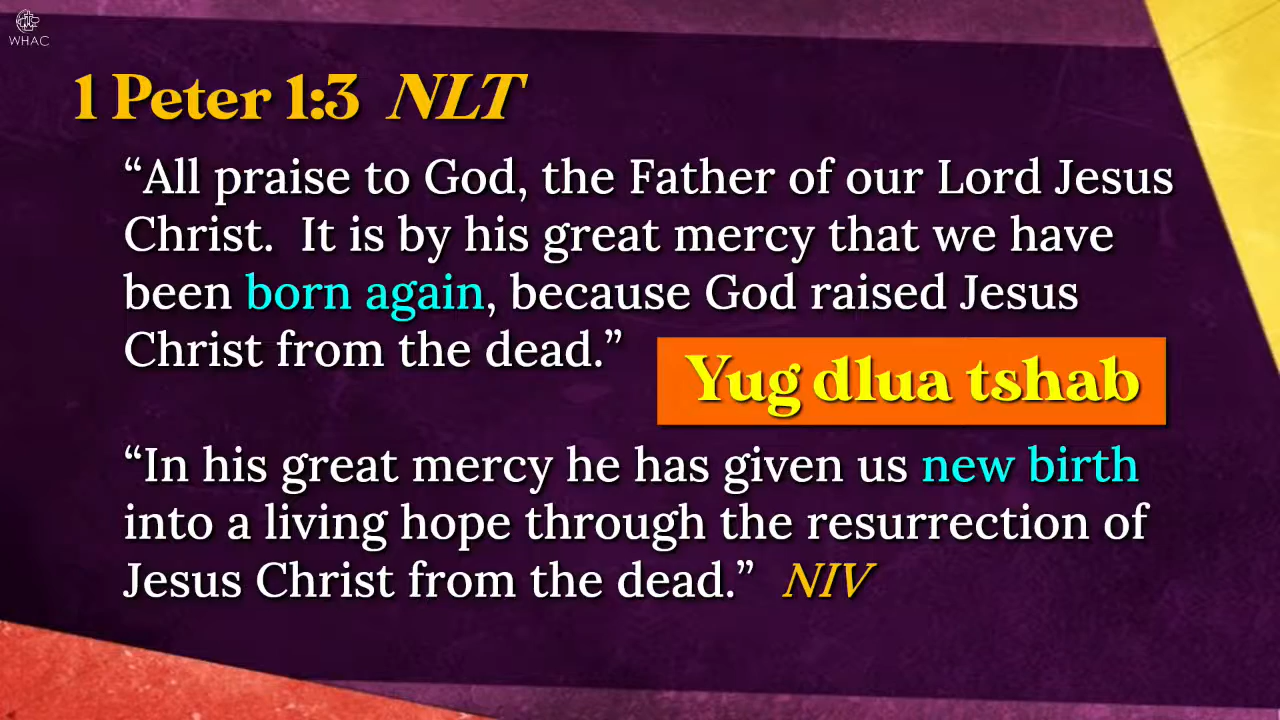 WHAC
1 Peter 1:3 NLT
“All praise to God, the Father of our Lord Jesus
Christ. It is by his great mercy that we have
been born again, because God raised Jesus
Christ from the dead.”
Yug dlua tshab
“In his great mercy he has given us new birth
into a living hope through the resurrection of
Jesus Christ from the dead.” NIV